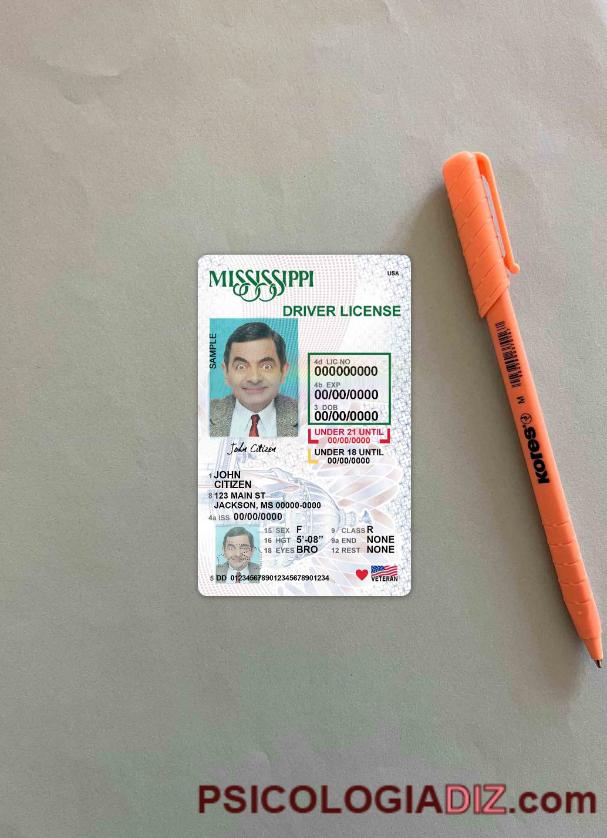 MISSISSIPPI
USA
DRIVER LICENSE
SAMPLE
4d LIC NO
000000000
4b EXP
00/00/0000
3 DOB
00/00/0000
UNDER 21 UNTIL
00/00/0000
UNDER 18 UNTIL
00/00/0000
John Citizen
1 JOHN
CITIZEN
8 123 MAIN ST
JACKSON, MS 00000-0000
4a ISS 00/00/0000
15 SEX F 9 CLASS R
16 HGT 5'-08" 9a END NONE
18 EYES BRO 12 REST NONE
5 DD 0123456789012345678901234
VETERAN
M
Kores
PSICOLOGIADIZ.com